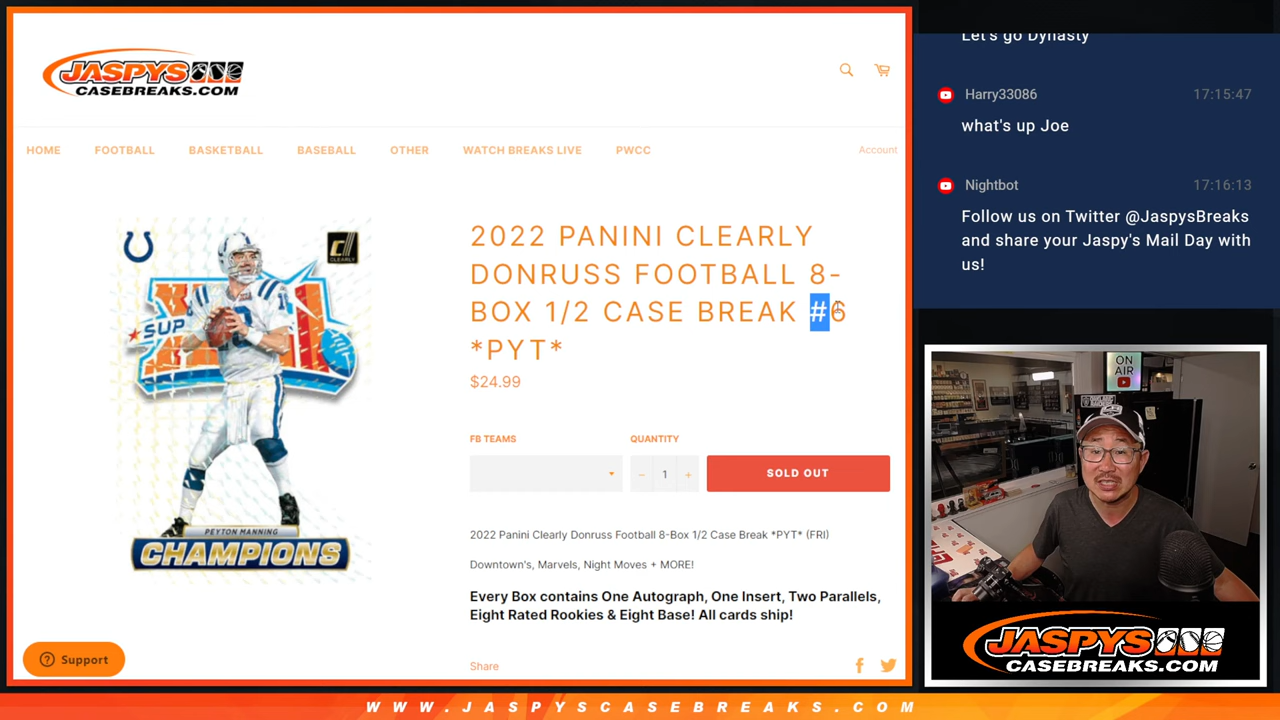 JASPYS
CASEBREAKS.COM
HOME FOOTBALL BASKETBALL BASEBALL OTHER WATCH BREAKS LIVE PWCC Account
CLEARLY
SUP
PEYTON MANNING
CHAMPIONS
2022 PANINI CLEARLY
DONRUSS FOOTBALL 8-
BOX 1/2 CASE BREAK #6
*PYT*
$24.99
FB TEAMS QUANTITY
1 SOLD OUT
2022 Panini Clearly Donruss Football 8-Box 1/2 Case Break *PYT* (FRI)
Downtown's, Marvels, Night Moves + MORE!
Every Box contains One Autograph, One Insert, Two Parallels,
Eight Rated Rookies & Eight Base! All cards ship!
Support
Share
Let's go Dynasty
Harry33086 17:15:47
what's up Joe
Nightbot 17:16:13
Follow us on Twitter @JaspysBreaks
and share your Jaspy's Mail Day with
us!
ON
AIR
JASPYS
CASEBREAKS.COM
WWW.JASPYSCASEBREAKS.COM